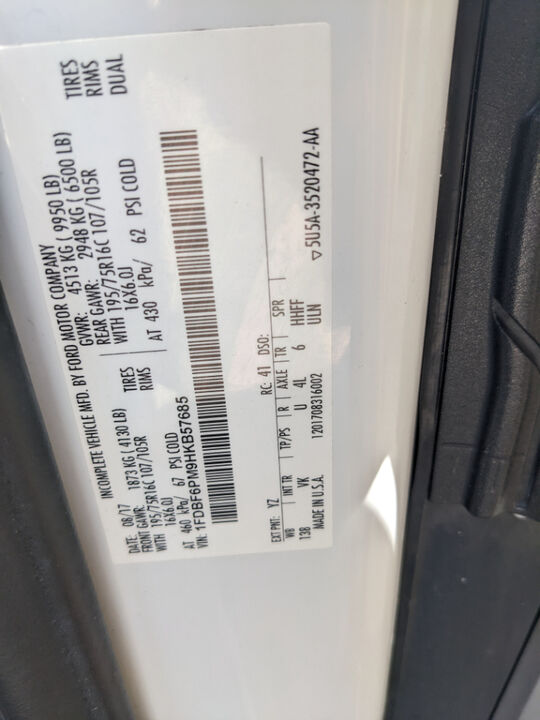 INCOMPLETE VEHICLE MFD. BY FORD MOTOR COMPANY
08/17 GVWR: 4513 KG ( 9950 LB)
FRONT GAWR: 1873 KG ( 4130 LB) REAR GAWR: 2948 KG ( 6500 LB)
WITH 195/75R16C 107/105R TIRES WITH 195/75R16C 107/105R TIRES
16X6.0J RIMS 16X6.0J RIMS
AT 460 kPa/ 67 PSI COLD AT 430 kPa/ 62 PSI COLD DUAL
VIN: 1FDBF6PM9HKB57685
EXT PNT: YZ RC: 41 DSO:
WB INT TR TP/PS R AXLE TR SPR
138 VK U 4L 6 HHFF
MADE IN U.S.A. 1201708316002 ULN
▽5U5A-3520472-AA